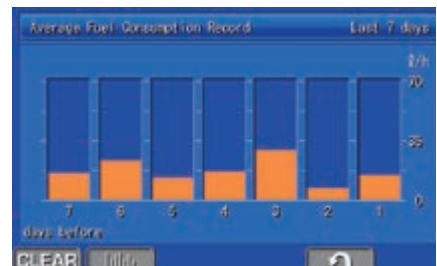 Average Fuel Consumption Record Last 7 days
ℓ/h
70
35
0
7 6 5 4 3 2 1
days before
CLEAR